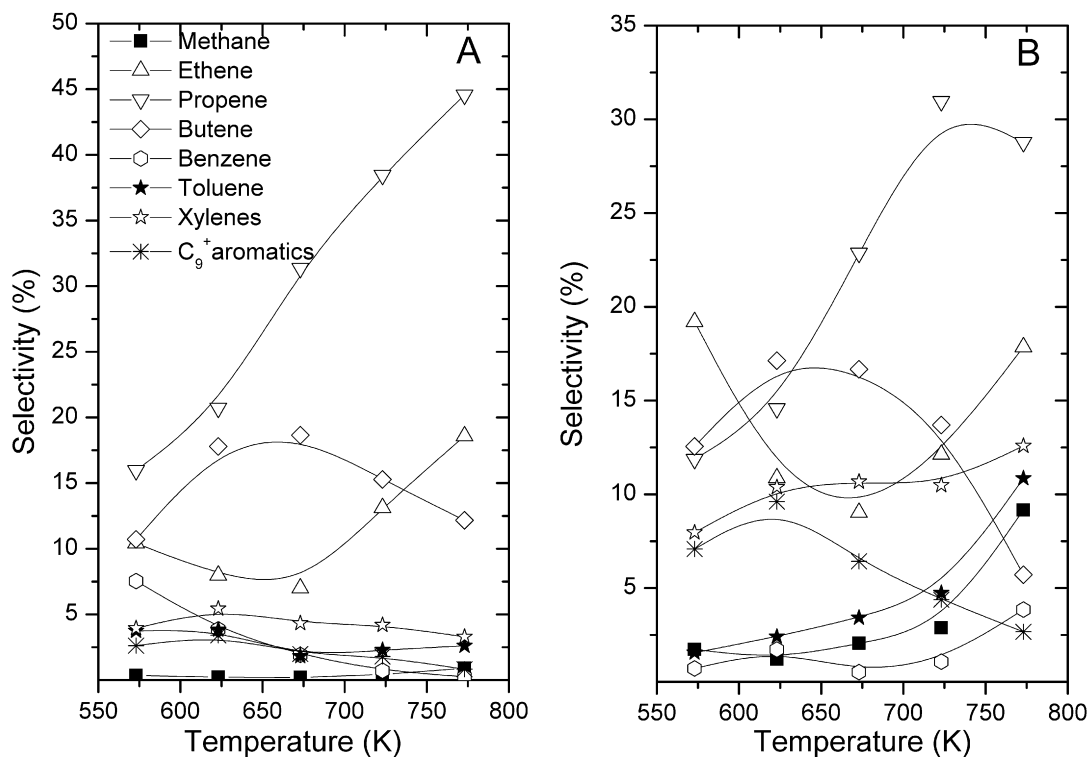 A
Methane
Ethene
Propene
Butene
Benzene
Toluene
Xylenes
C9+aromatics
50
45
40
35
30
25
20
15
10
5
Selectivity (%)
550 600 650 700 750 800
Temperature (K)
B
35
30
25
20
15
10
5
Selectivity (%)
550 600 650 700 750 800
Temperature (K)